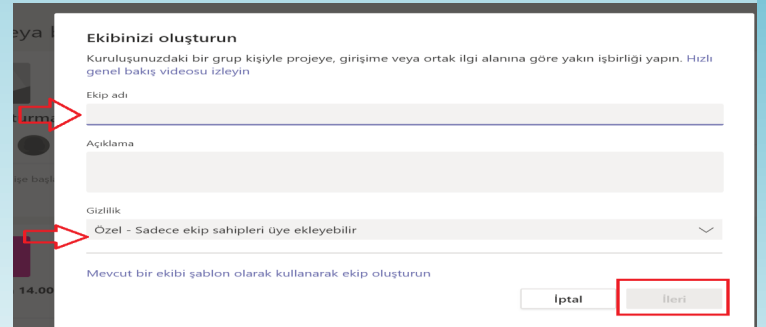 Ekibinizi oluşturun
Kuruluşunuzdaki bir grup kişiyle projeye, girişime veya ortak ilgi alanına göre yakın işbirliği yapın. Hızlı
genel bakış videosu izleyin
Ekip adı
Açıklama
Gizlilik
Özel - Sadece ekip sahipleri üye ekleyebilir
Mevcut bir ekibi şablon olarak kullanarak ekip oluşturun
İptal
İleri
14.00